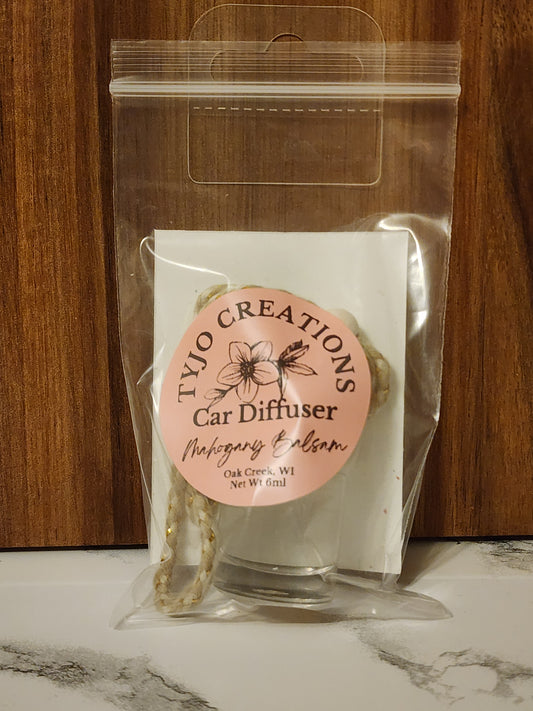 TYJO CREATIONS
Car Diffuser
Mahogany Balsam
Oak Creek, WI
Net Wt 6ml